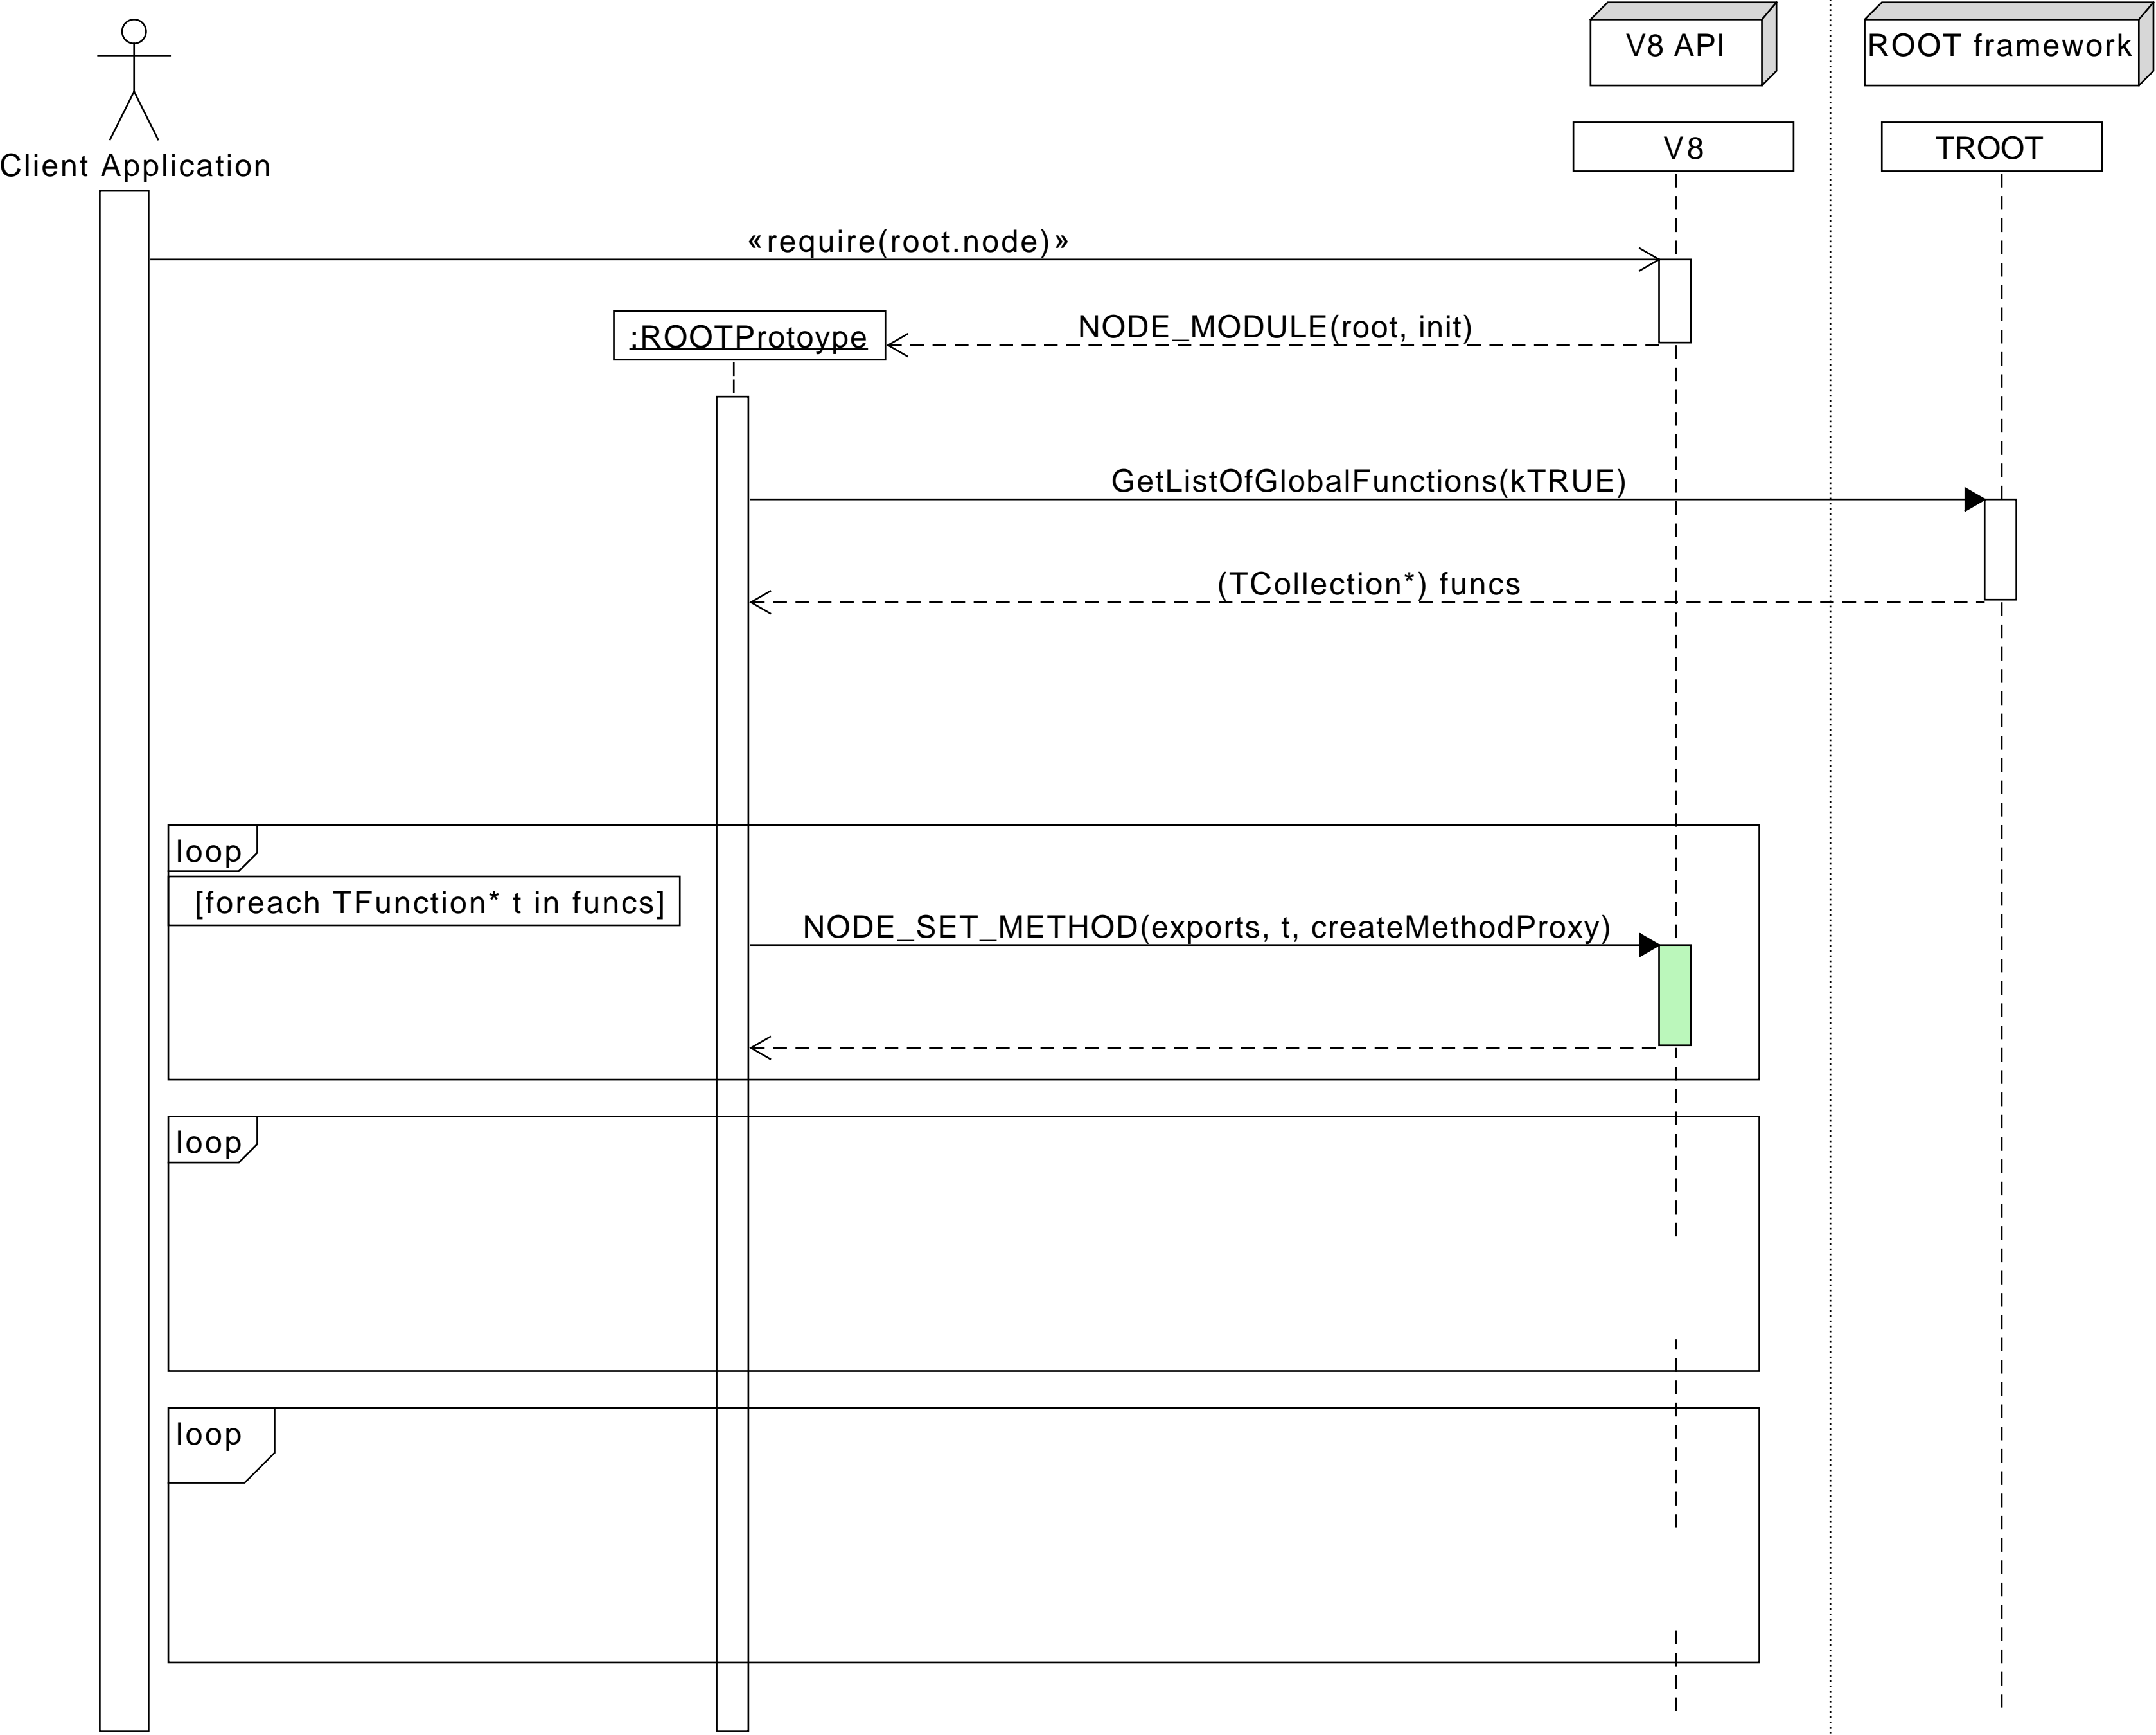 V8 API
ROOT framework
Client Application
V8
TROOT
«require(root.node)»
:ROOTProtoype
NODE_MODULE(root, init)
GetListOfGlobalFunctions(kTRUE)
(TCollection*) funcs
loop
[foreach TFunction* t in funcs]
NODE_SET_METHOD(exports, t, createMethodProxy)
loop
loop